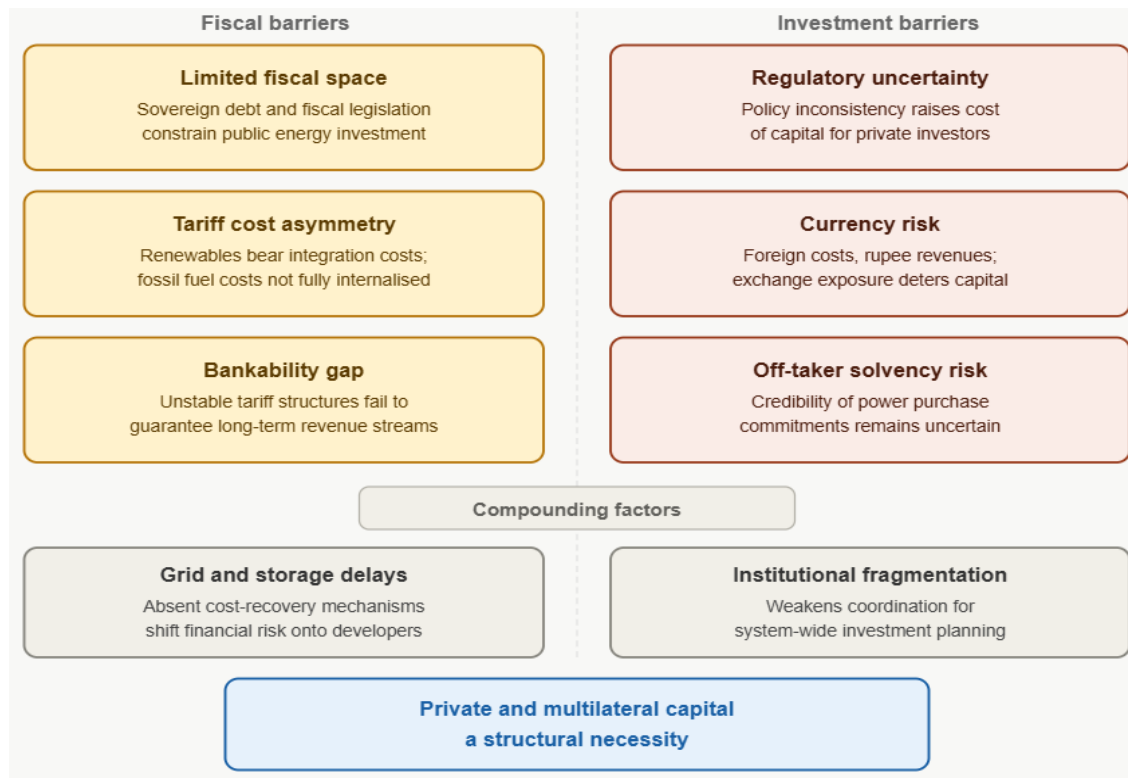 Fiscal barriers
Investment barriers
Limited fiscal space
Sovereign debt and fiscal legislation
constrain public energy investment
Regulatory uncertainty
Policy inconsistency raises cost
of capital for private investors
Tariff cost asymmetry
Renewables bear integration costs;
fossil fuel costs not fully internalised
Currency risk
Foreign costs, rupee revenues;
exchange exposure deters capital
Bankability gap
Unstable tariff structures fail to
guarantee long-term revenue streams
Off-taker solvency risk
Credibility of power purchase
commitments remains uncertain
Compounding factors
Grid and storage delays
Absent cost-recovery mechanisms
shift financial risk onto developers
Institutional fragmentation
Weakens coordination for
system-wide investment planning
Private and multilateral capital
a structural necessity